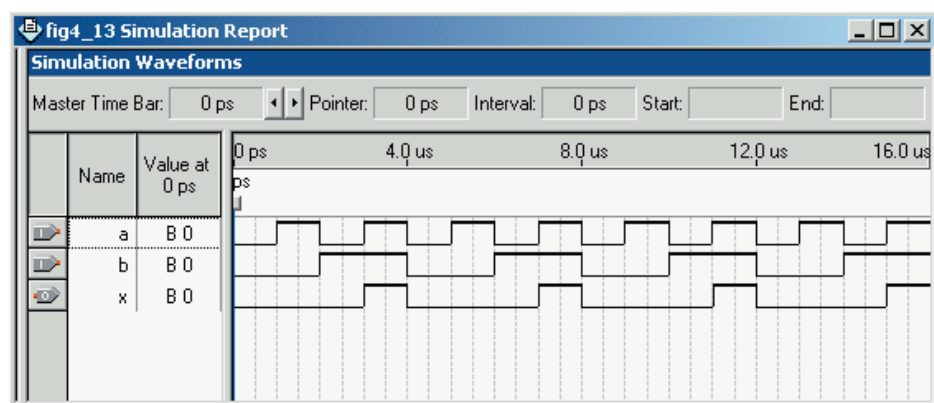 fig4_13 Simulation Report
Simulation Waveforms
Master Time Bar: 0 ps Pointer: 0 ps Interval: 0 ps Start: End:
Name Value at 0 ps
0 ps 4.0 us 8.0 us 12.0 us 16.0 us
ps
a B 0
b B 0
x B 0